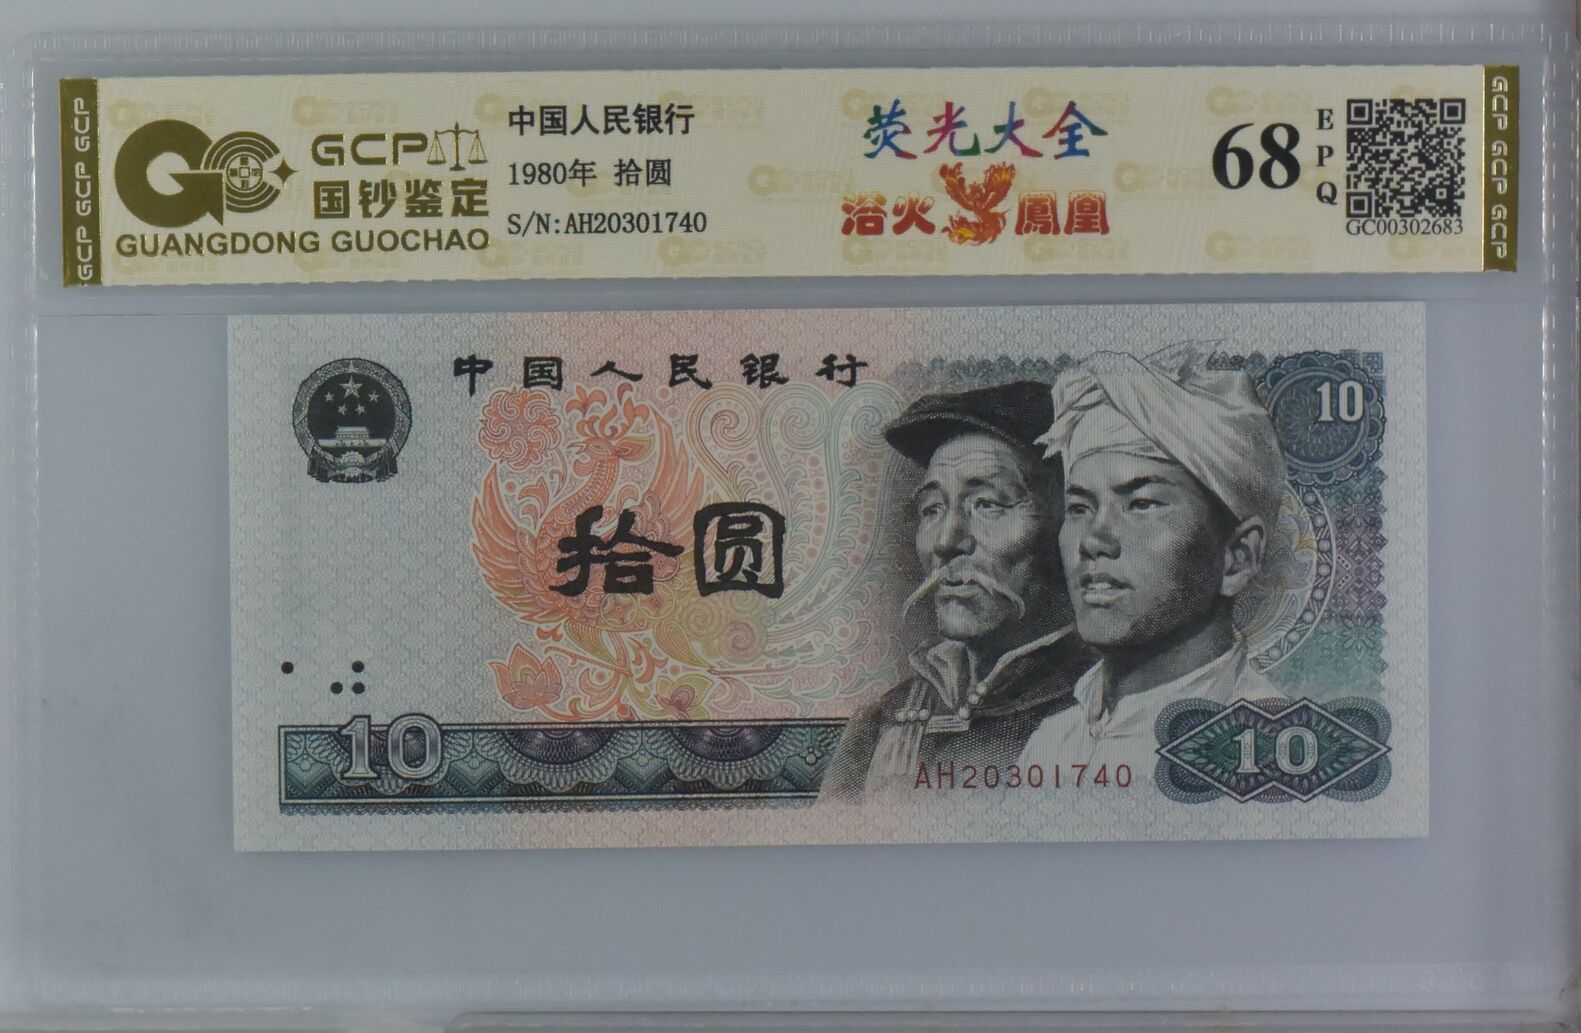 GCP GCP GCP
GCP
国钞鉴定
GUANGDONG GUOCHAO
中国人民银行
1980年 拾圆
S/N:AH20301740
荧光大全
浴火鳳凰
68
EPQ
GC00302683
GCP GCP GCP
中国人民银行
10
拾圆
10
AH20301740
10